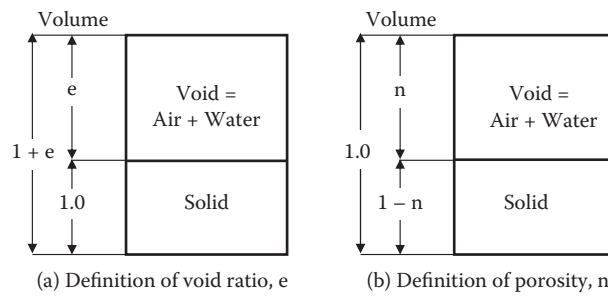 Volume
e
1 + e
1.0
Void =
Air + Water
Solid
(a) Definition of void ratio, e
Volume
n
1.0
1 – n
Void =
Air + Water
Solid
(b) Definition of porosity, n